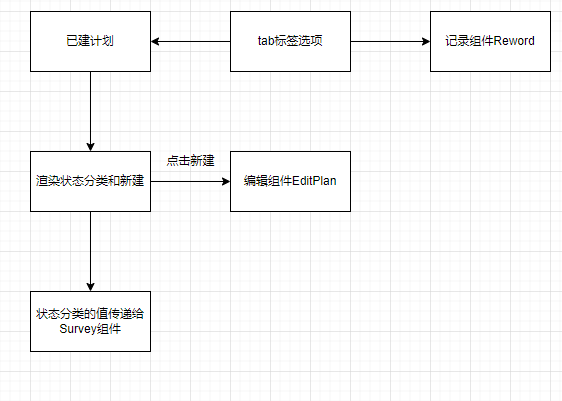 已建计划
tab标签选项
记录组件Reword
点击新建
渲染状态分类和新建
编辑组件EditPlan
状态分类的值传递给
Survey组件